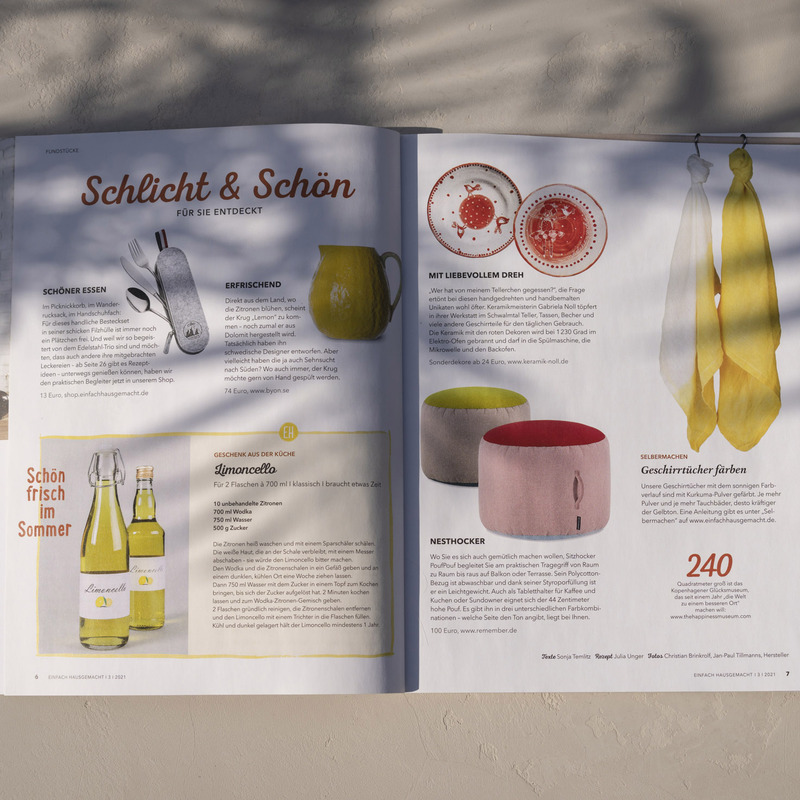 FUNDSTÜCKE
Schlicht & Schön
FÜR SIE ENTDECKT
SCHÖNER ESSEN
Im Picknickkorb, im Wander-
rucksack, im Handschuhfach:
Für dieses handliche Besteckset
in seiner schicken Filzhülle ist immer noch
ein Plätzchen frei. Und weil wir so begeis-
tert von dem Edelstahl-Trio sind und möch-
ten, dass auch andere ihre mitgebrachten
Leckereien – ab Seite 26 gibt es Rezept-
ideen – unterwegs genießen können, haben wir
den praktischen Begleiter jetzt in unserem Shop.
13 Euro, shop.einfachhausgemacht.de
ERFRISCHEND
Direkt aus dem Land, wo
die Zitronen blühen, scheint
der Krug „Lemon" zu kom-
men – noch zumal er aus
Dolomit hergestellt wird.
Tatsächlich haben ihn
schwedische Designer entworfen. Aber
vielleicht haben die ja auch Sehnsucht
nach Süden? Wo auch immer, der Krug
möchte gern von Hand gespült werden.
74 Euro, www.byon.se
EH
Schön
frisch
im
Sommer
Limoncello
Limoncello
GESCHENK AUS DER KÜCHE
Limoncello
Für 2 Flaschen à 700 ml I klassisch I braucht etwas Zeit
10 unbehandelte Zitronen
700 ml Wodka
750 ml Wasser
500 g Zucker
Die Zitronen heiß waschen und mit einem Sparschäler schälen.
Die weiße Haut, die an der Schale verbleibt, mit einem Messer
abschaben – sie würde den Limoncello bitter machen.
Den Wodka und die Zitronenschalen in ein Gefäß geben und an
einem dunklen, kühlen Ort eine Woche ziehen lassen.
Dann 750 ml Wasser mit dem Zucker in einem Topf zum Kochen
bringen, bis sich der Zucker aufgelöst hat. 2 Minuten kochen
lassen und zum Wodka-Zitronen-Gemisch geben.
2 Flaschen gründlich reinigen, die Zitronenschalen entfernen
und den Limoncello mit einem Trichter in die Flaschen füllen.
Kühl und dunkel gelagert hält der Limoncello mindestens 1 Jahr.
6 EINFACH HAUSGEMACHT I 3 I 2021
MIT LIEBEVOLLEM DREH
„Wer hat von meinem Tellerchen gegessen?", die Frage
ertönt bei diesen handgedrehten und handbemalten
Unikaten wohl öfter. Keramikmeisterin Gabriela Noll töpfert
in ihrer Werkstatt im Schwalmtal Teller, Tassen, Becher und
viele andere Geschirrteile für den täglichen Gebrauch.
Die Keramik mit den roten Dekoren wird bei 1230 Grad im
Elektro-Ofen gebrannt und darf in die Spülmaschine, die
Mikrowelle und den Backofen.
Sonderdekore ab 24 Euro, www.keramik-noll.de
NESTHOCKER
Wo Sie es sich auch gemütlich machen wollen, Sitzhocker
PoufPouf begleitet Sie am praktischen Tragegriff von Raum
zu Raum bis raus auf Balkon oder Terrasse. Sein Polycotton-
Bezug ist abwaschbar und dank seiner Styroporfüllung ist
er ein Leichtgewicht. Auch als Tabletthalter für Kaffee und
Kuchen oder Sundowner eignet sich der 44 Zentimeter
hohe Pouf. Es gibt ihn in drei unterschiedlichen Farbkombi-
nationen – welche Seite den Ton angibt, liegt bei Ihnen.
100 Euro, www.remember.de
SELBERMACHEN
Geschirrtücher färben
Unsere Geschirrtücher mit dem sonnigen Farb-
verlauf sind mit Kurkuma-Pulver gefärbt. Je mehr
Pulver und je mehr Tauchbäder, desto kräftiger
der Gelbton. Eine Anleitung gibt es unter „Sel-
bermachen" auf www.einfachhausgemacht.de.
240
Quadratmeter groß ist das
Kopenhagener Glücksmuseum,
das seit einem Jahr „die Welt
zu einem besseren Ort"
machen will:
www.thehappinessmuseum.com
Texte Sonja Temlitz Rezept Julia Unger Fotos Christian Brinkrolf, Jan-Paul Tillmanns, Hersteller
EINFACH HAUSGEMACHT I 3 I 2021 7